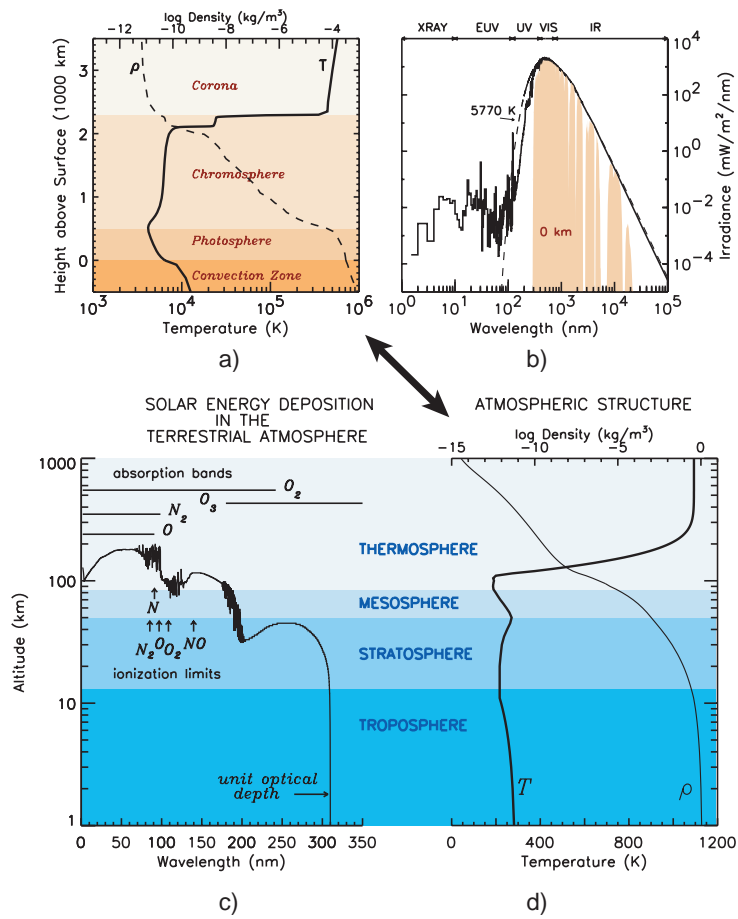 log Density (kg/m³)
−12 −10 −8 −6 −4
Height above Surface (1000 km)
3
2
1
0
ρ
T
Corona
Chromosphere
Photosphere
Convection Zone
10³ 10⁴ 10⁵ 10⁶
Temperature (K)
a)
XRAY EUV UV VIS IR
5770 K
0 km
10⁴
10²
10⁰
10⁻²
10⁻⁴
Irradiance (mW/m²/nm)
10⁰ 10¹ 10² 10³ 10⁴ 10⁵
Wavelength (nm)
b)
SOLAR ENERGY DEPOSITION
IN THE
TERRESTRIAL ATMOSPHERE
Altitude (km)
1000
100
10
1
absorption bands
O₂
O₃
N₂
O
N
N₂ O O₂ NO
ionization limits
unit optical
depth
0 50 100 150 200 250 300 350
Wavelength (nm)
c)
ATMOSPHERIC STRUCTURE
log Density (kg/m³)
−15 −10 −5 0
THERMOSPHERE
MESOSPHERE
STRATOSPHERE
TROPOSPHERE
T
ρ
0 400 800 1200
Temperature (K)
d)